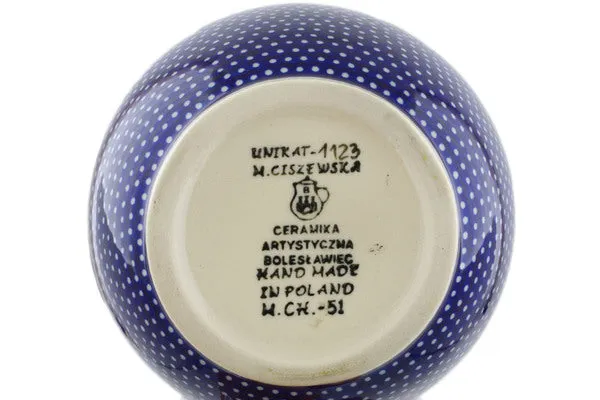 UNIKAT-1123
M.CISZEWSKA
B
CERAMIKA
ARTYSTYCZNA
BOLESŁAWIEC
HAND MADE
IN POLAND
M.CH.-51